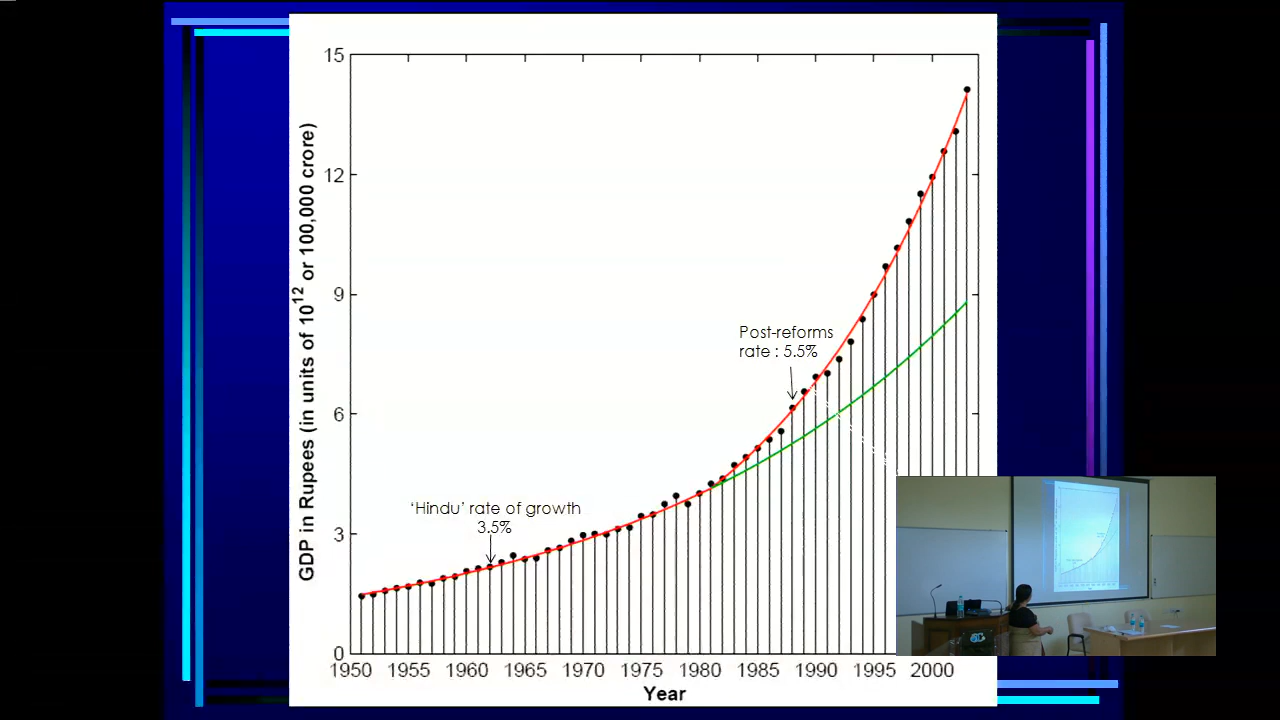 15
12
9
6
3
0
GDP in Rupees (in units of 10¹² or 100,000 crore)
Post-reforms
rate : 5.5%
‘Hindu’ rate of growth
3.5%
1950 1955 1960 1965 1970 1975 1980 1985 1990 1995 2000
Year